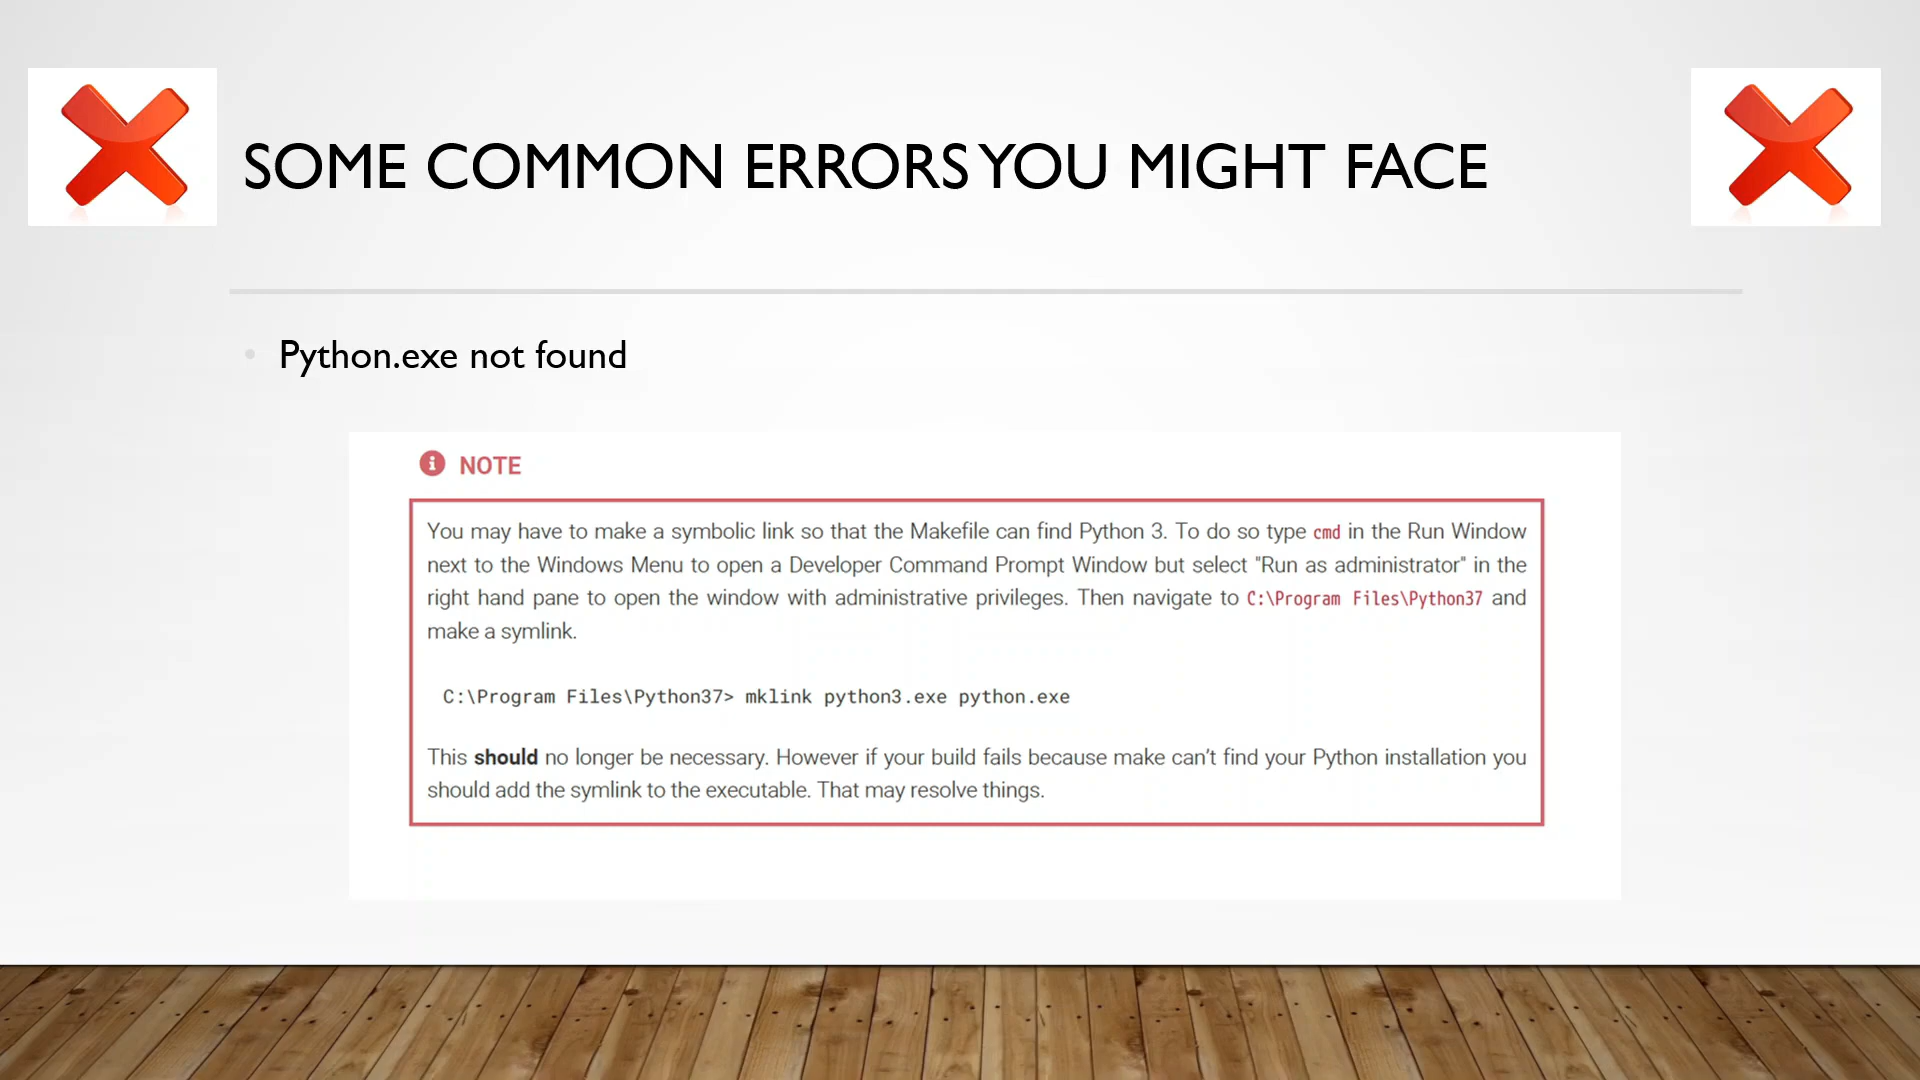 SOME COMMON ERRORS YOU MIGHT FACE
• Python.exe not found
NOTE
You may have to make a symbolic link so that the Makefile can find Python 3. To do so type cmd in the Run Window
next to the Windows Menu to open a Developer Command Prompt Window but select "Run as administrator" in the
right hand pane to open the window with administrative privileges. Then navigate to C:\Program Files\Python37 and
make a symlink.
C:\Program Files\Python37> mklink python3.exe python.exe
This should no longer be necessary. However if your build fails because make can’t find your Python installation you
should add the symlink to the executable. That may resolve things.